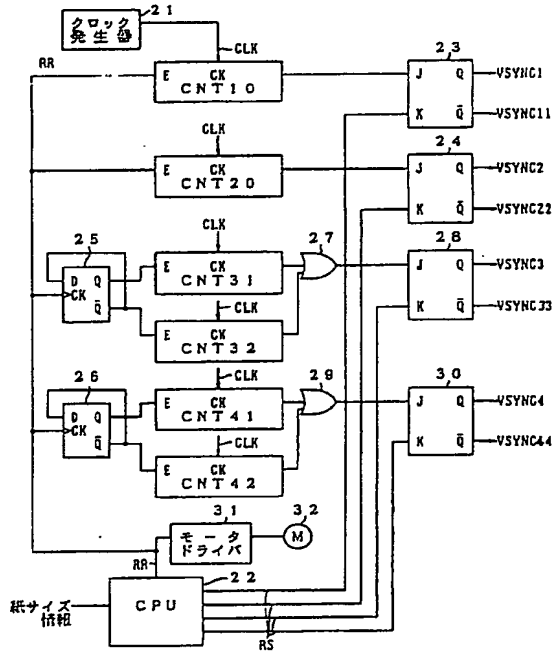 クロック
発生器
21
CLK
RR
E CK
CNT10
23
J Q
K Q̅
VSYNC1
VSYNC11
CLK
E CK
CNT20
24
J Q
K Q̅
VSYNC2
VSYNC22
CLK
25
D Q
CK
Q̅
E CK
CNT31
27
28
J Q
K Q̅
VSYNC3
VSYNC33
CLK
E CK
CNT32
CLK
26
D Q
CK
Q̅
E CK
CNT41
29
30
J Q
K Q̅
VSYNC4
VSYNC44
CLK
E CK
CNT42
31
モータ
ドライバ
32
M
RR
22
CPU
紙サイズ
情報
RS